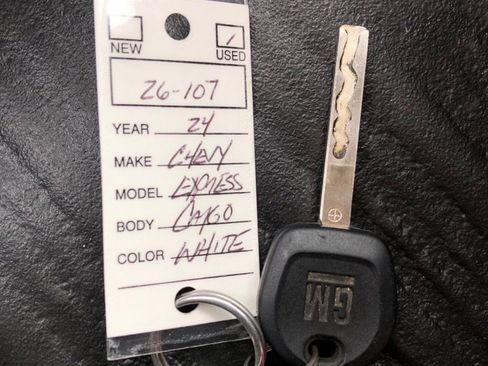 NEW USED
26-107
YEAR 24
MAKE CHEVY
MODEL EXPRESS
BODY CARGO
COLOR WHITE
GM